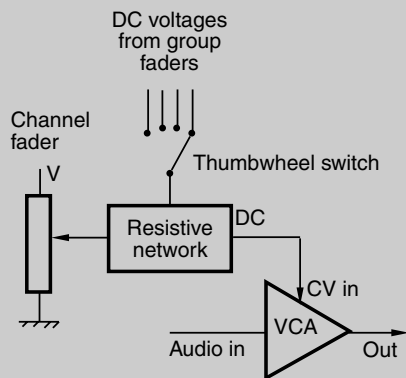 DC voltages
from group
faders
Channel
fader
V
Thumbwheel switch
Resistive
network
DC
CV in
VCA
Audio in
Out